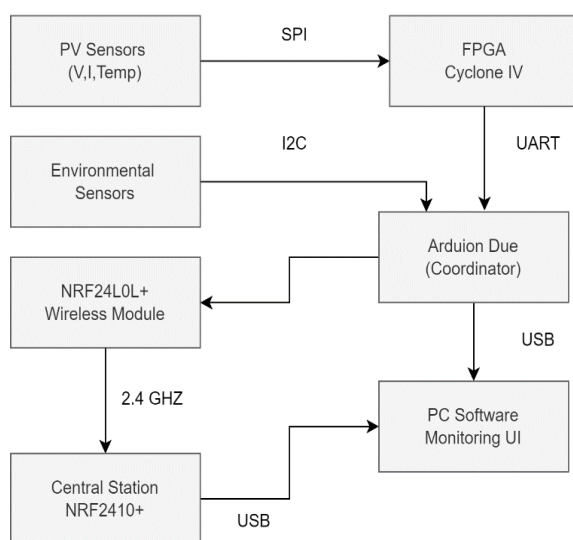 PV Sensors
(V,I,Temp)
SPI
FPGA
Cyclone IV
UART
Environmental
Sensors
I2C
Arduion Due
(Coordinator)
NRF24L0L+
Wireless Module
USB
2.4 GHZ
PC Software
Monitoring UI
Central Station
NRF2410+
USB